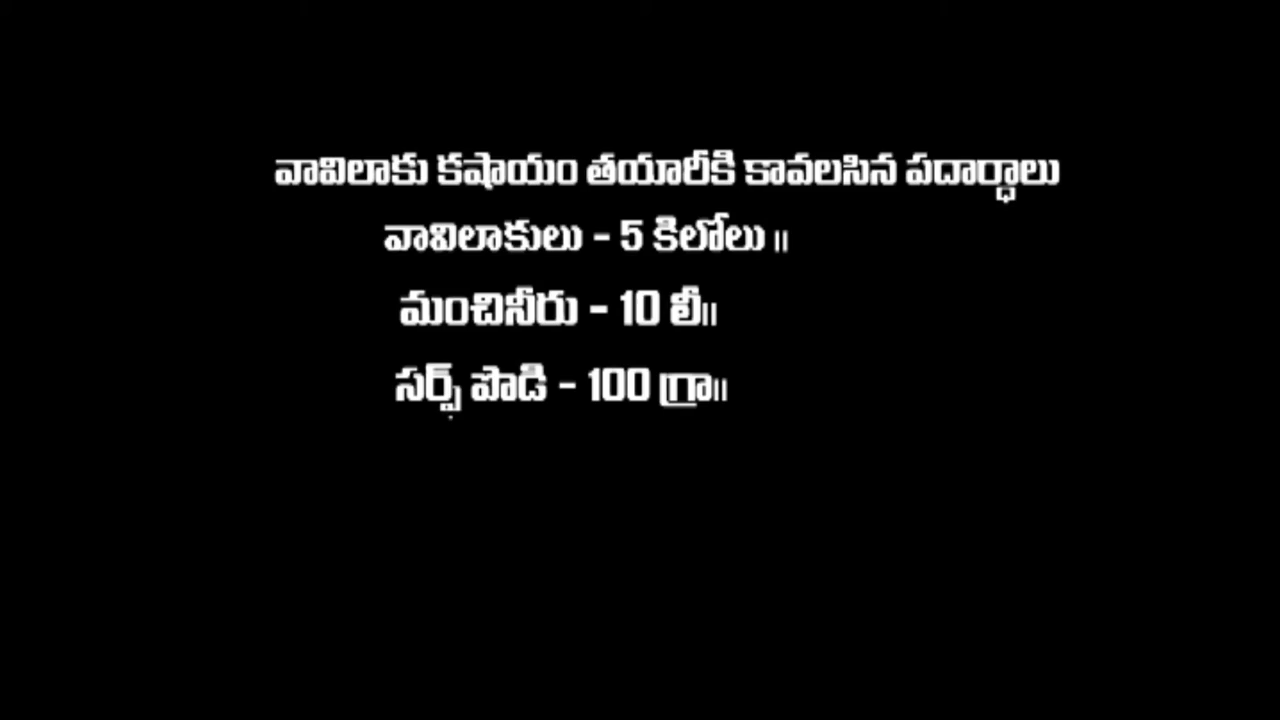 వావిలాకు కషాయం తయారీకి కావలసిన పదార్ధాలు
వావిలాకులు - 5 కిలోలు ॥
మంచినీరు - 10 లీ॥
సర్ఫ్ పొడి - 100 గ్రా॥